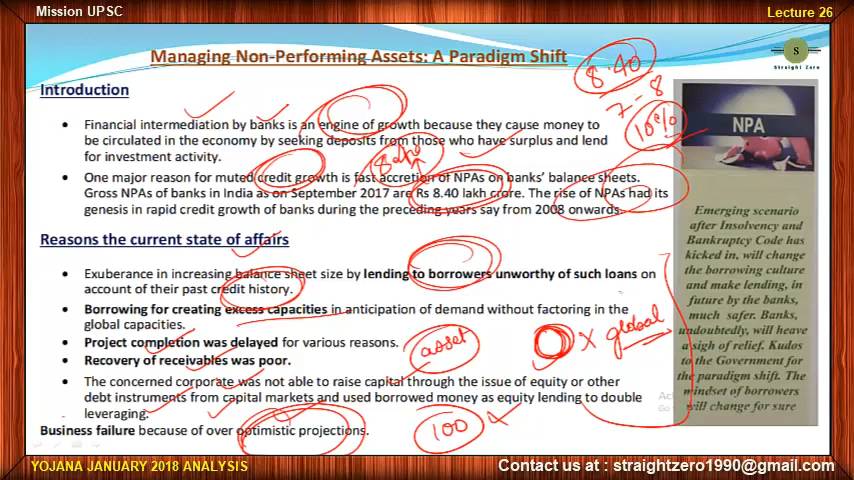 Mission UPSC
Lecture 26
Managing Non-Performing Assets: A Paradigm Shift
S
Straight Zero
8.40
7-8
10%
Introduction
Financial intermediation by banks is an engine of growth because they cause money to
be circulated in the economy by seeking deposits from those who have surplus and lend
for investment activity.
One major reason for muted credit growth is fast accretion of NPAs on banks' balance sheets.
Gross NPAs of banks in India as on September 2017 are Rs 8.40 lakh crore. The rise of NPAs had its
genesis in rapid credit growth of banks during the preceding years say from 2008 onwards.
NPA
Reasons the current state of affairs
Exuberance in increasing balance sheet size by lending to borrowers unworthy of such loans on
account of their past credit history.
Borrowing for creating excess capacities in anticipation of demand without factoring in the
global capacities.
Project completion was delayed for various reasons.
Recovery of receivables was poor.
asset
X global
The concerned corporate was not able to raise capital through the issue of equity or other
debt instruments from capital markets and used borrowed money as equity lending to double
leveraging.
Business failure because of over optimistic projections.
100
Emerging scenario
after Insolvency and
Bankruptcy Code has
kicked in, will change
the borrowing culture
and make lending, in
future by the banks,
much safer. Banks,
undoubtedly, will heave
a sigh of relief. Kudos
to the Government for
the paradigm shift. The
mindset of borrowers
will change for sure
YOJANA JANUARY 2018 ANALYSIS
Contact us at : straightzero1990@gmail.com